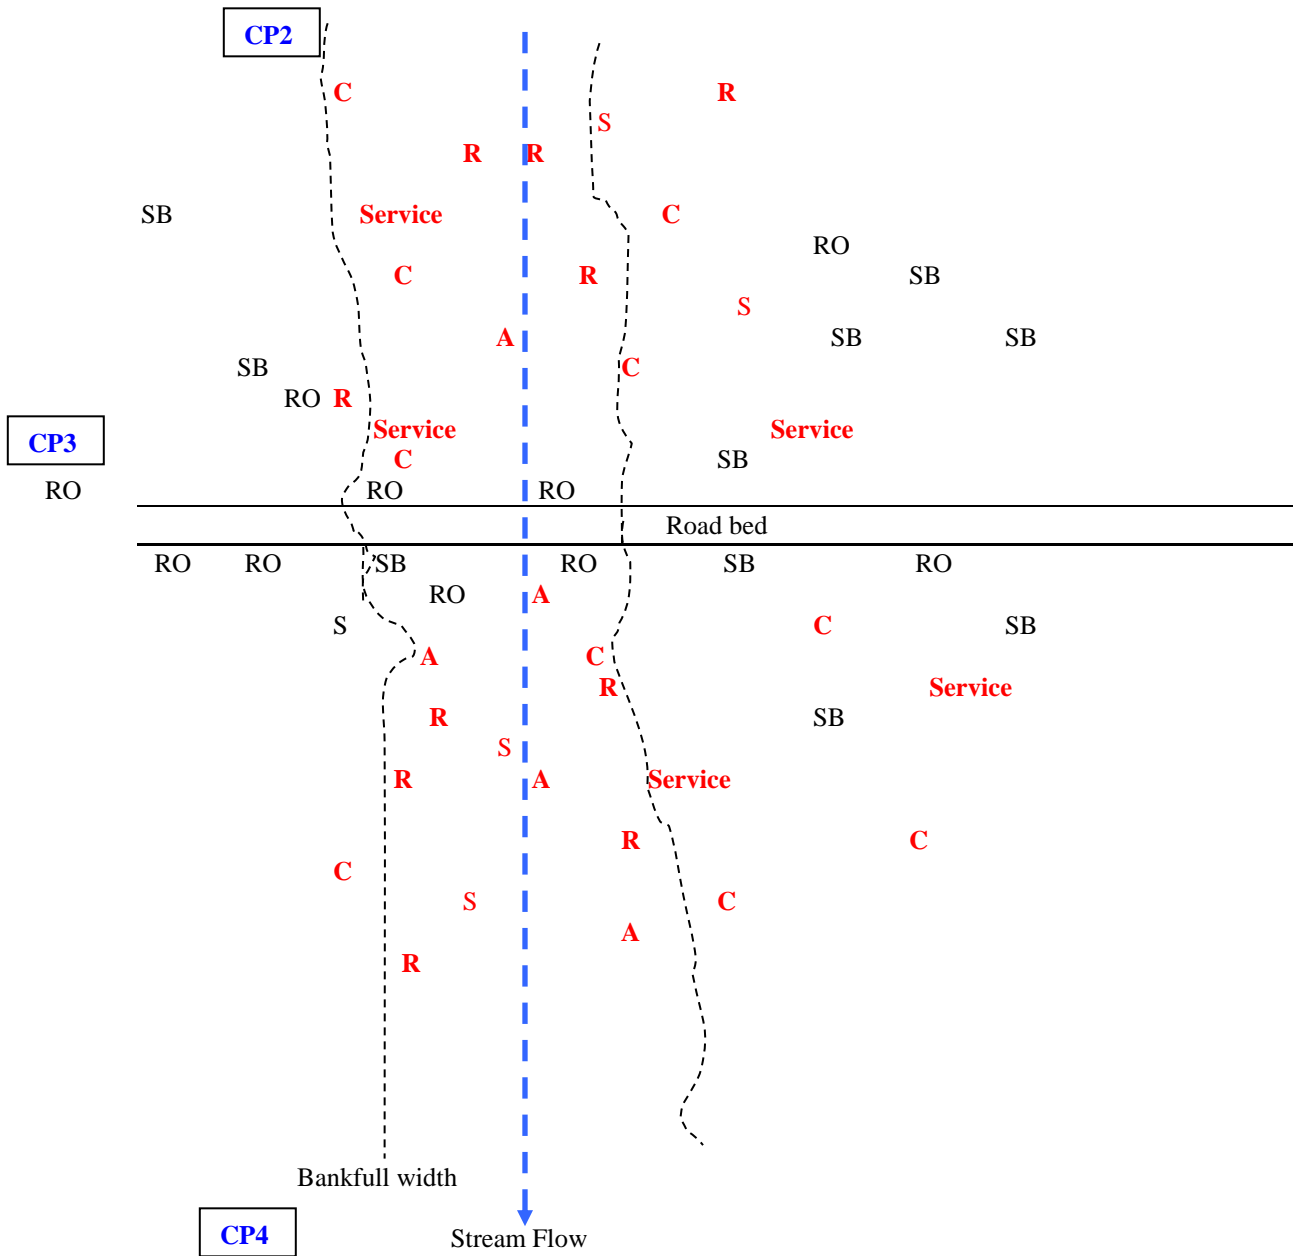 CP2
C R
S
R R
SB Service C
RO
C R SB
S
A SB SB
SB C
RO R
CP3 Service Service
C SB
RO RO RO
Road bed
RO RO SB RO SB RO
RO A
S C SB
A C
R Service
R SB
S
R A Service
R C
C
S C
A
R
Bankfull width
CP4 Stream Flow